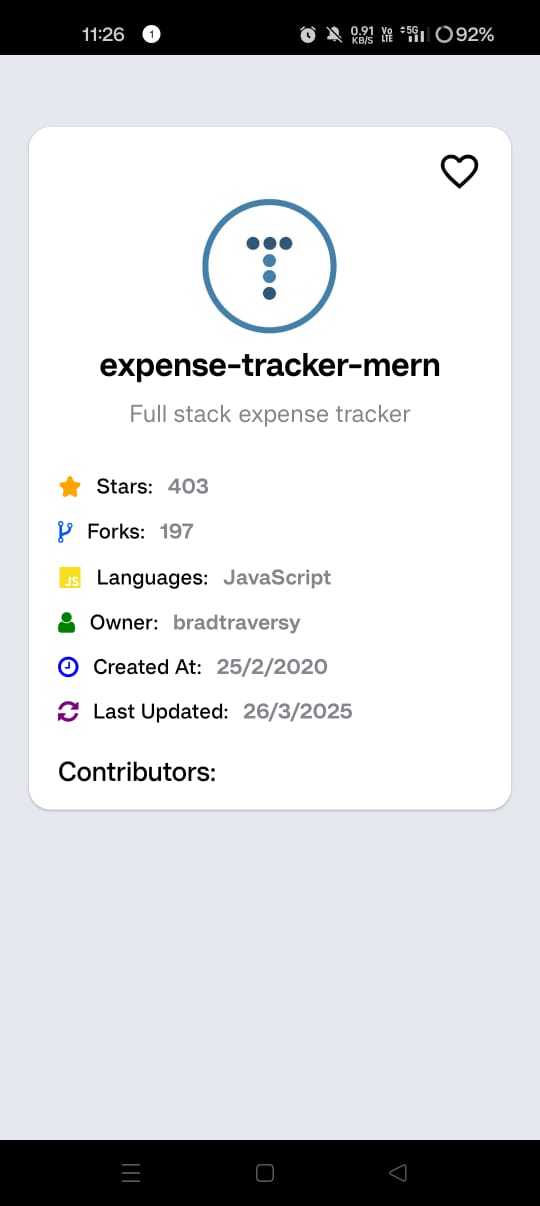 11:26 1 0.91 KB/S Vo LTE 5G 92%
expense-tracker-mern
Full stack expense tracker
Stars: 403
Forks: 197
JS Languages: JavaScript
Owner: bradtraversy
Created At: 25/2/2020
Last Updated: 26/3/2025
Contributors: